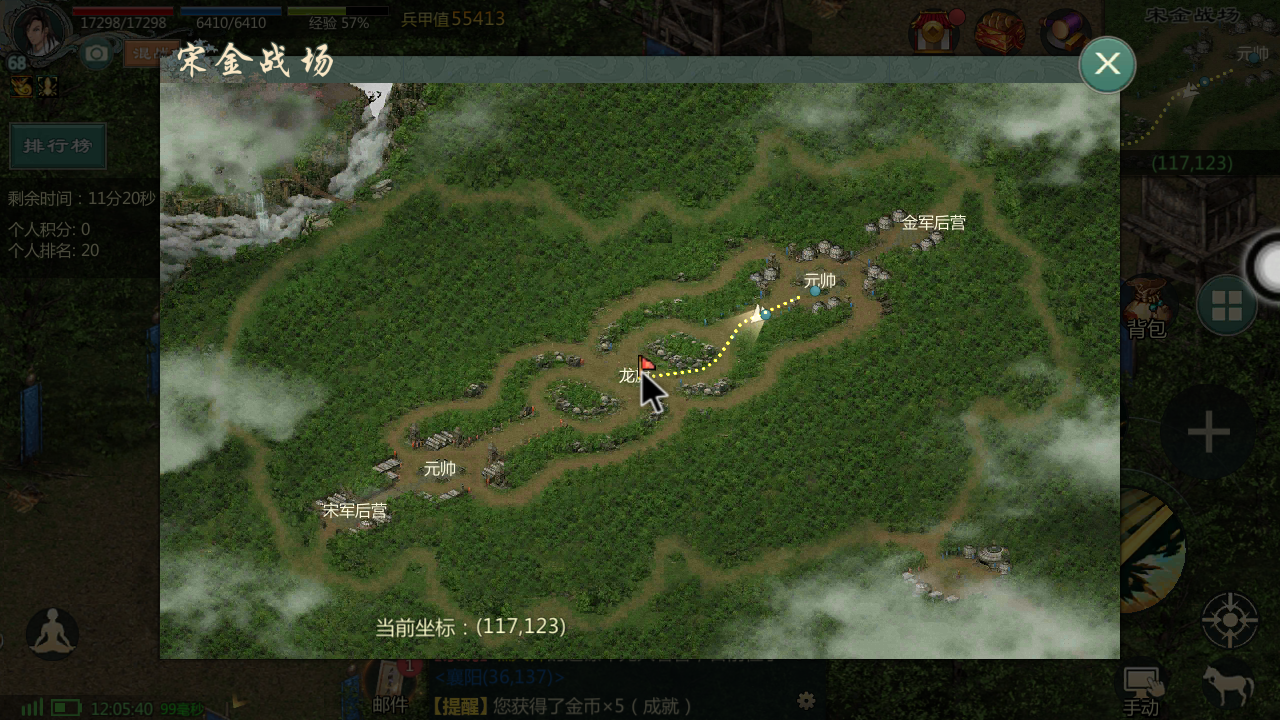 17298/17298
6410/6410
经验 57%
兵甲值55413
68
宋金战场
宋金战场
元帅
(117,123)
排行榜
剩余时间：11分20秒
个人积分: 0
个人排名: 20
金军后营
元帅
元帅
宋军后营
背包
当前坐标：(117,123)
<襄阳(36,137)>
1
邮件
【提醒】您获得了金币×5（成就）
12:05:40
99毫秒
手动